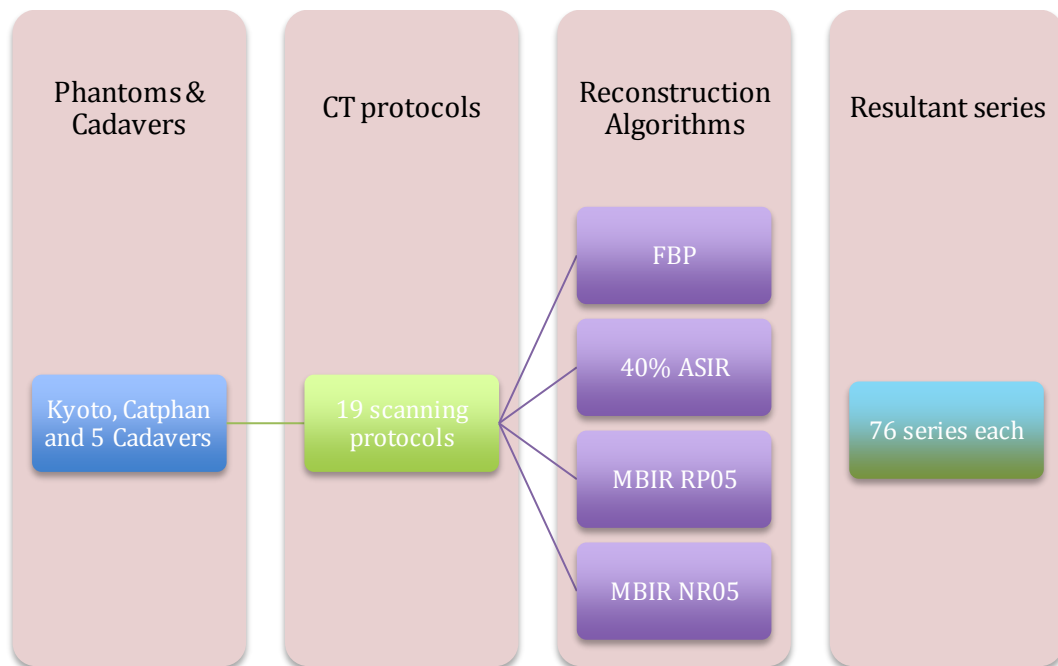 Phantoms &
Cadavers
CT protocols
Reconstruction
Algorithms
Resultant series
Kyoto, Catphan
and 5 Cadavers
19 scanning
protocols
FBP
40% ASIR
MBIR RP05
MBIR NR05
76 series each